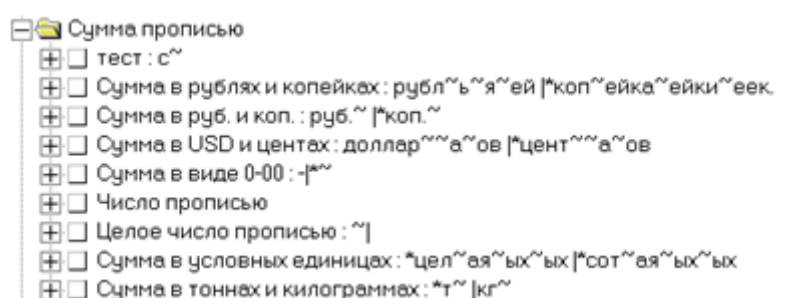 Сумма прописью
тест : с~
Сумма в рублях и копейках : рубл~ь~я~ей |*коп~ейка~ейки~еек.
Сумма в руб. и коп. : руб.~ |*коп.~
Сумма в USD и центах : доллар~~а~ов |*цент~~а~ов
Сумма в виде 0-00 : -|*~
Число прописью
Целое число прописью : ~|
Сумма в условных единицах : *цел~ая~ых~ых |*сот~ая~ых~ых
Сумма в тоннах и килограммах : *т~ |кг~